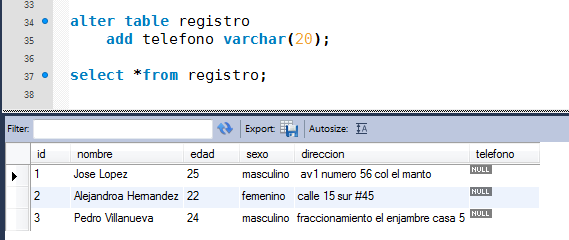 33
34 alter table registro
35 add telefono varchar(20);
36
37 select *from registro;
38
Filter: Export: Autosize:
id nombre edad sexo direccion telefono
1 Jose Lopez 25 masculino av1 numero 56 col el manto NULL
2 Alejandroa Hernandez 22 femenino calle 15 sur #45 NULL
3 Pedro Villanueva 24 masculino fraccionamiento el enjambre casa 5 NULL